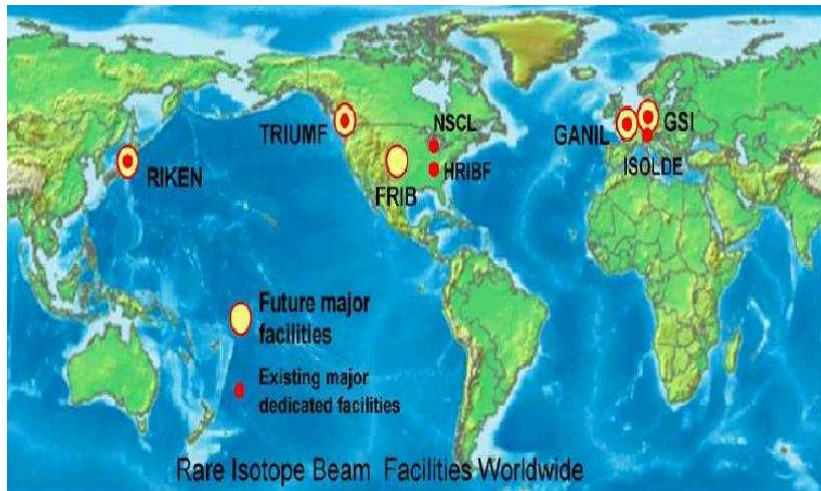 NSCL
TRIUMF
GANIL
GSI
RIKEN
HRIBF
ISOLDE
FRIB
Future major
facilities
Existing major
dedicated facilities
Rare Isotope Beam Facilities Worldwide